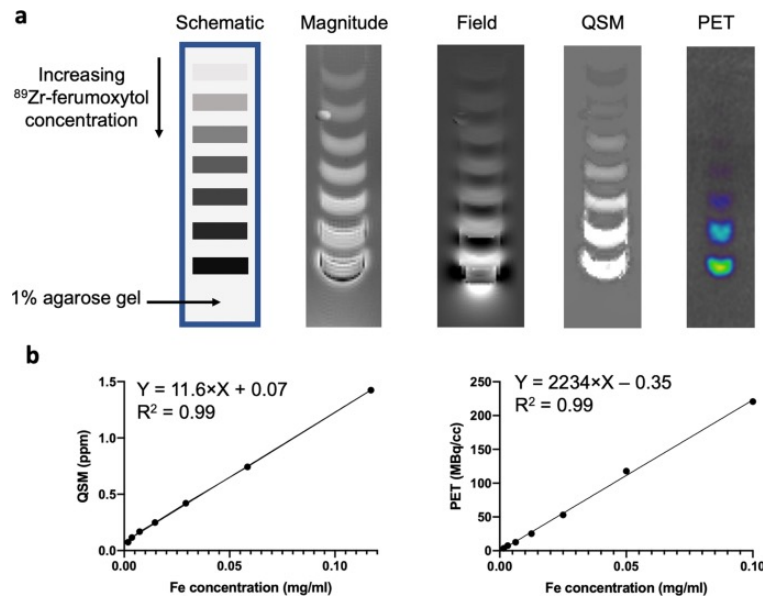 a
Schematic
Magnitude
Field
QSM
PET
Increasing
⁸⁹Zr-ferumoxytol
concentration
1% agarose gel
b
Y = 11.6×X + 0.07
R² = 0.99
1.5
1.0
0.5
0.0
QSM (ppm)
0.00
0.05
0.10
Fe concentration (mg/ml)
Y = 2234×X – 0.35
R² = 0.99
250
200
150
100
50
0
PET (MBq/cc)
0.00
0.05
0.10
Fe concentration (mg/ml)